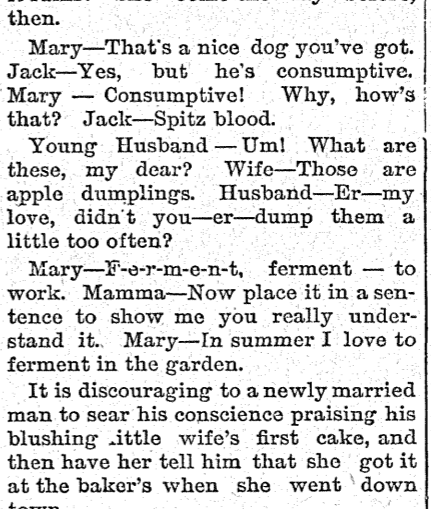 then.
Mary—That's a nice dog you've got.
Jack—Yes, but he's consumptive.
Mary — Consumptive! Why, how's
that? Jack—Spitz blood.
Young Husband — Um! What are
these, my dear? Wife—Those are
apple dumplings. Husband—Er—my
love, didn't you—er—dump them a
little too often?
Mary—F-e-r-m-e-n-t, ferment — to
work. Mamma—Now place it in a sen-
tence to show me you really under-
stand it. Mary—In summer I love to
ferment in the garden.
It is discouraging to a newly married
man to sear his conscience praising his
blushing little wife's first cake, and
then have her tell him that she got it
at the baker's when she went down
town